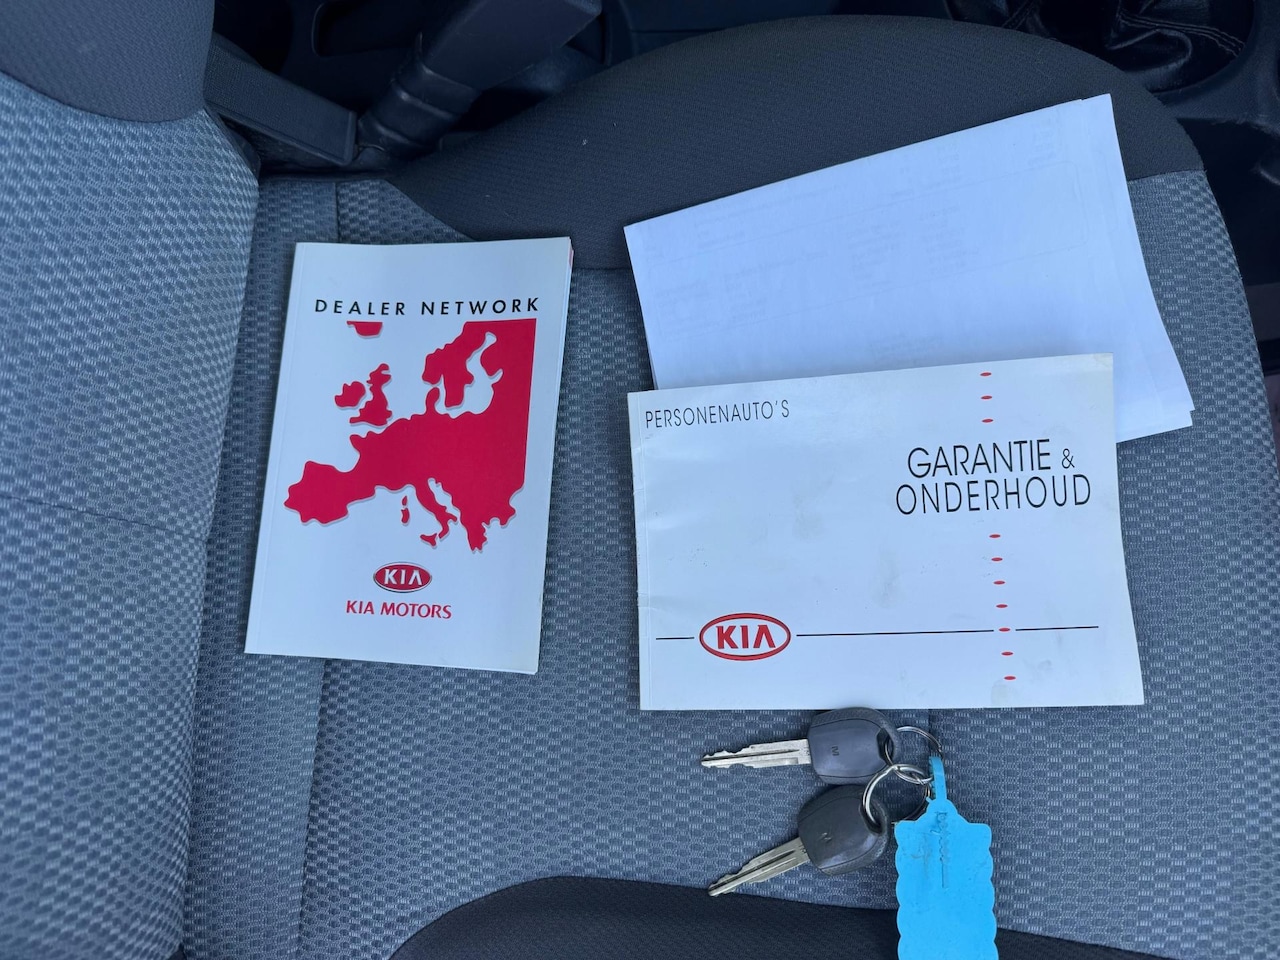 DEALER NETWORK
KIA
KIA MOTORS
PERSONENAUTO'S
GARANTIE &
ONDERHOUD
KIA
M
M